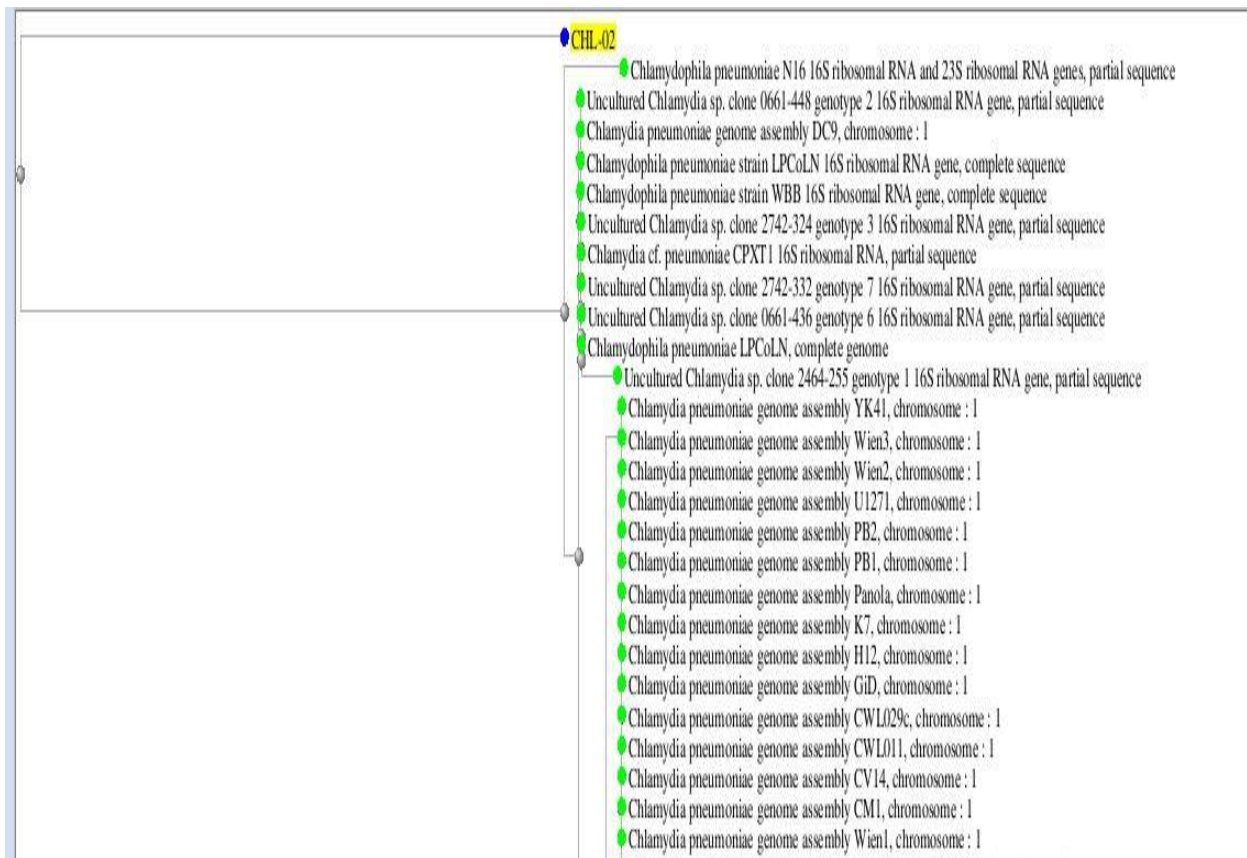 CHL-02
Chlamydophila pneumoniae N16 16S ribosomal RNA and 23S ribosomal RNA genes, partial sequence
Uncultured Chlamydia sp. clone 0661-448 genotype 2 16S ribosomal RNA gene, partial sequence
Chlamydia pneumoniae genome assembly DC9, chromosome : 1
Chlamydophila pneumoniae strain LPCoLN 16S ribosomal RNA gene, complete sequence
Chlamydophila pneumoniae strain WBB 16S ribosomal RNA gene, complete sequence
Uncultured Chlamydia sp. clone 2742-324 genotype 3 16S ribosomal RNA gene, partial sequence
Chlamydia cf. pneumoniae CPXT1 16S ribosomal RNA, partial sequence
Uncultured Chlamydia sp. clone 2742-332 genotype 7 16S ribosomal RNA gene, partial sequence
Uncultured Chlamydia sp. clone 0661-436 genotype 6 16S ribosomal RNA gene, partial sequence
Chlamydophila pneumoniae LPCoLN, complete genome
Uncultured Chlamydia sp. clone 2464-255 genotype 1 16S ribosomal RNA gene, partial sequence
Chlamydia pneumoniae genome assembly YK41, chromosome : 1
Chlamydia pneumoniae genome assembly Wien3, chromosome : 1
Chlamydia pneumoniae genome assembly Wien2, chromosome : 1
Chlamydia pneumoniae genome assembly U1271, chromosome : 1
Chlamydia pneumoniae genome assembly PB2, chromosome : 1
Chlamydia pneumoniae genome assembly PB1, chromosome : 1
Chlamydia pneumoniae genome assembly Panola, chromosome : 1
Chlamydia pneumoniae genome assembly K7, chromosome : 1
Chlamydia pneumoniae genome assembly H12, chromosome : 1
Chlamydia pneumoniae genome assembly GiD, chromosome : 1
Chlamydia pneumoniae genome assembly CWL029c, chromosome : 1
Chlamydia pneumoniae genome assembly CWL011, chromosome : 1
Chlamydia pneumoniae genome assembly CV14, chromosome : 1
Chlamydia pneumoniae genome assembly CM1, chromosome : 1
Chlamydia pneumoniae genome assembly Wien1, chromosome : 1